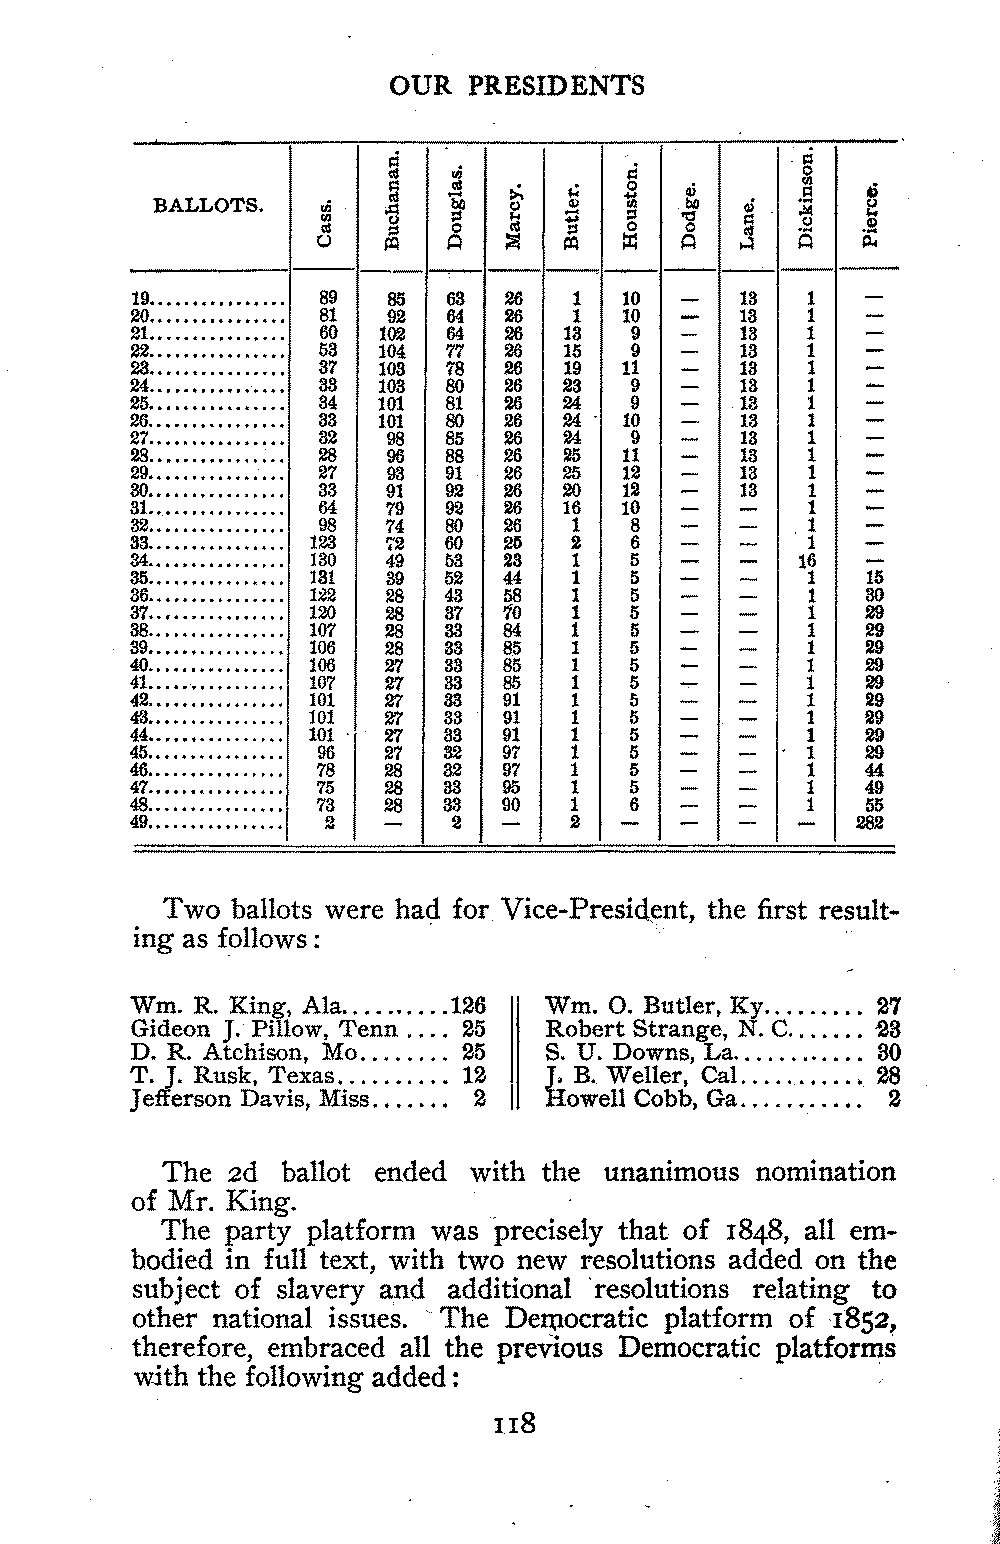 OUR PRESIDENTS
BALLOTS. Cass. Buchanan. Douglas. Marcy. Butler. Houston. Dodge. Lane. Dickinson. Pierce.
19................ 89 85 63 26 1 10 — 13 1 —
20................ 81 92 64 26 1 10 — 13 1 —
21................ 60 102 64 26 13 9 — 13 1 —
22................ 53 104 77 26 15 9 — 13 1 —
23................ 37 103 78 26 19 11 — 13 1 —
24................ 33 103 80 26 23 9 — 13 1 —
25................ 34 101 81 26 24 9 — 13 1 —
26................ 33 101 80 26 24 10 — 13 1 —
27................ 32 98 85 26 24 9 — 13 1 —
28................ 28 96 88 26 25 11 — 13 1 —
29................ 27 93 91 26 25 12 — 13 1 —
30................ 33 91 92 26 20 12 — 13 1 —
31................ 64 79 92 26 16 10 — — 1 —
32................ 98 74 80 26 1 8 — — 1 —
33................ 123 72 60 25 2 6 — — 1 —
34................ 130 49 53 23 1 5 — — 16 —
35................ 131 39 52 44 1 5 — — 1 15
36................ 122 28 43 58 1 5 — — 1 30
37................ 120 28 37 70 1 5 — — 1 29
38................ 107 28 33 84 1 5 — — 1 29
39................ 106 28 33 85 1 5 — — 1 29
40................ 106 27 33 85 1 5 — — 1 29
41................ 107 27 33 85 1 5 — — 1 29
42................ 101 27 33 91 1 5 — — 1 29
43................ 101 27 33 91 1 5 — — 1 29
44................ 101 27 33 91 1 5 — — 1 29
45................ 96 27 32 97 1 5 — — 1 29
46................ 78 28 32 97 1 5 — — 1 44
47................ 75 28 33 95 1 5 — — 1 49
48................ 73 28 33 90 1 6 — — 1 55
49................ 2 — 2 — 2 — — — — 282
Two ballots were had for Vice-President, the first result-
ing as follows:
Wm. R. King, Ala..........126 Wm. O. Butler, Ky......... 27
Gideon J. Pillow, Tenn .... 25 Robert Strange, N. C....... 23
D. R. Atchison, Mo........ 25 S. U. Downs, La............ 30
T. J. Rusk, Texas.......... 12 J. B. Weller, Cal........... 28
Jefferson Davis, Miss....... 2 Howell Cobb, Ga........... 2
The 2d ballot ended with the unanimous nomination
of Mr. King.
The party platform was precisely that of 1848, all em-
bodied in full text, with two new resolutions added on the
subject of slavery and additional resolutions relating to
other national issues. The Democratic platform of 1852,
therefore, embraced all the previous Democratic platforms
with the following added:
118